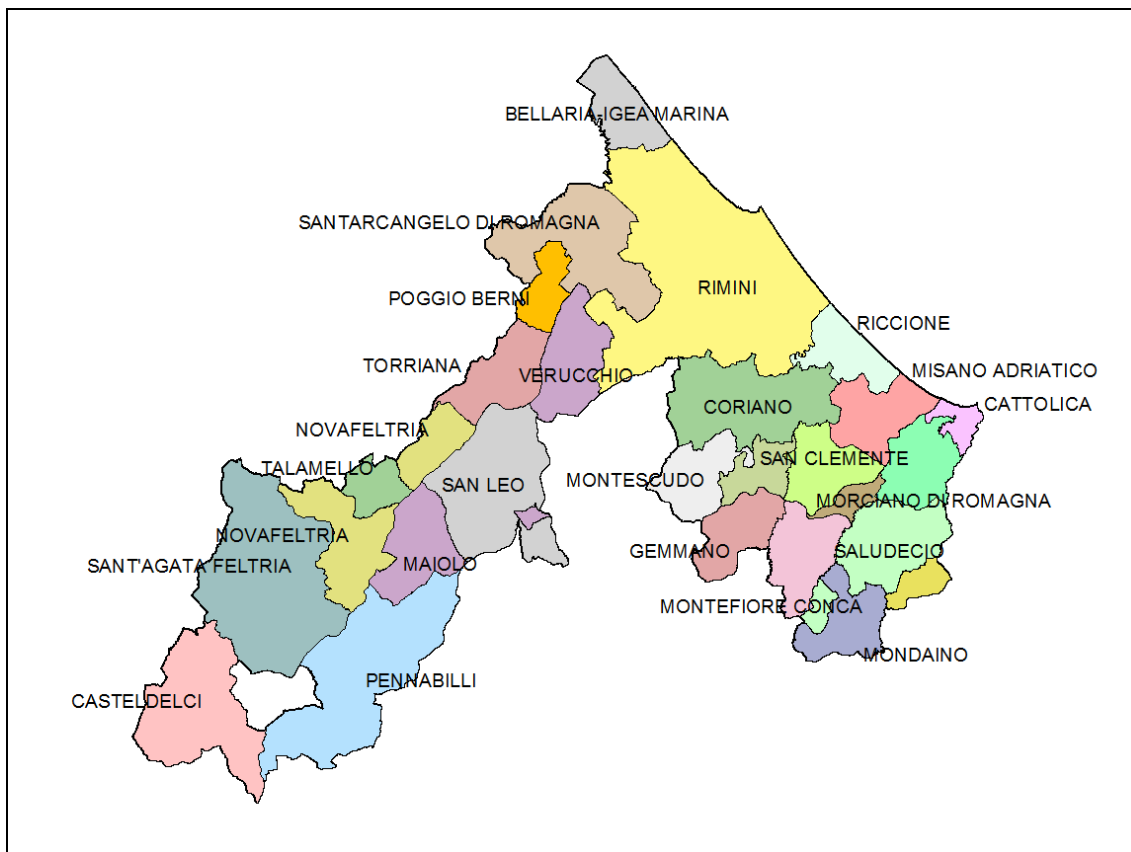 BELLARIA-IGEA MARINA
SANTARCANGELO DI ROMAGNA
RIMINI
POGGIO BERNI
RICCIONE
TORRIANA
VERUCCHIO
MISANO ADRIATICO
CORIANO
CATTOLICA
NOVAFELTRIA
SAN CLEMENTE
TALAMELLO
MONTESCUDO
SAN LEO
MORCIANO DI ROMAGNA
NOVAFELTRIA
GEMMANO
SALUDECIO
SANT'AGATA FELTRIA
MAIOLO
MONTEFIORE CONCA
MONDAINO
PENNABILLI
CASTELDELCI